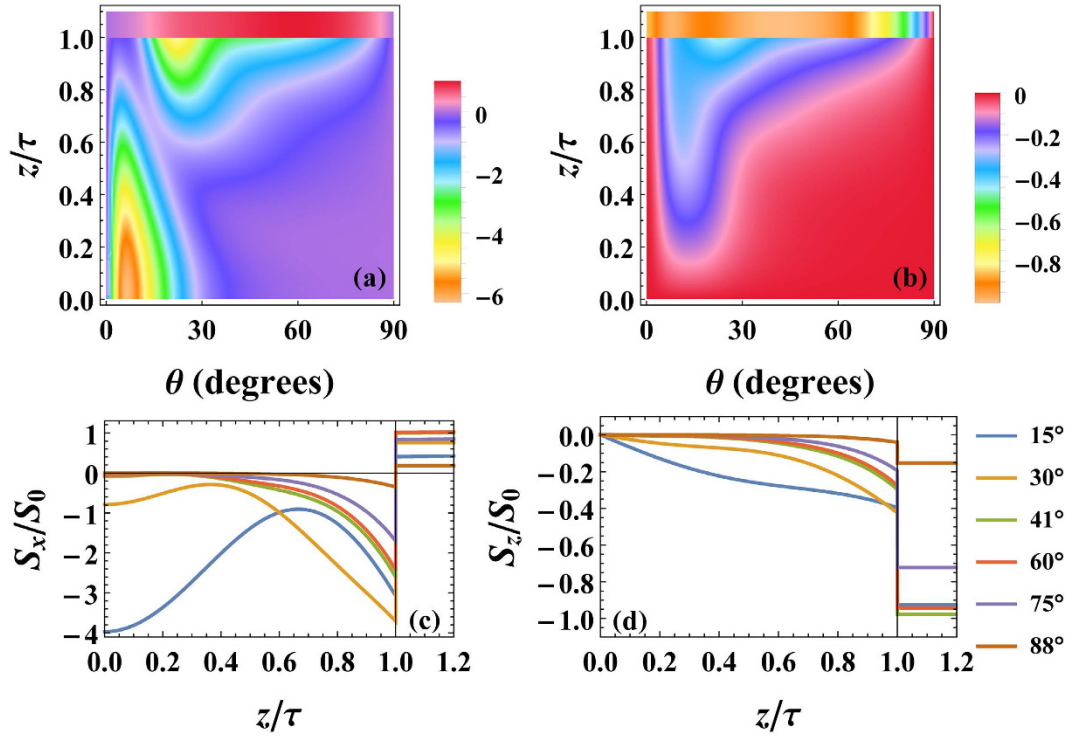 1.0
0.8
0.6
0.4
0.2
0.0
z/τ
0 30 60 90
θ (degrees)
(a)
0
−2
−4
−6
1.0
0.8
0.6
0.4
0.2
0.0
z/τ
0 30 60 90
θ (degrees)
(b)
0
−0.2
−0.4
−0.6
−0.8
1
0
−1
−2
−3
−4
Sx/S0
(c)
0.0 0.2 0.4 0.6 0.8 1.0 1.2
z/τ
0.0
−0.2
−0.4
−0.6
−0.8
−1.0
Sz/S0
(d)
0.0 0.2 0.4 0.6 0.8 1.0 1.2
z/τ
15°
30°
41°
60°
75°
88°